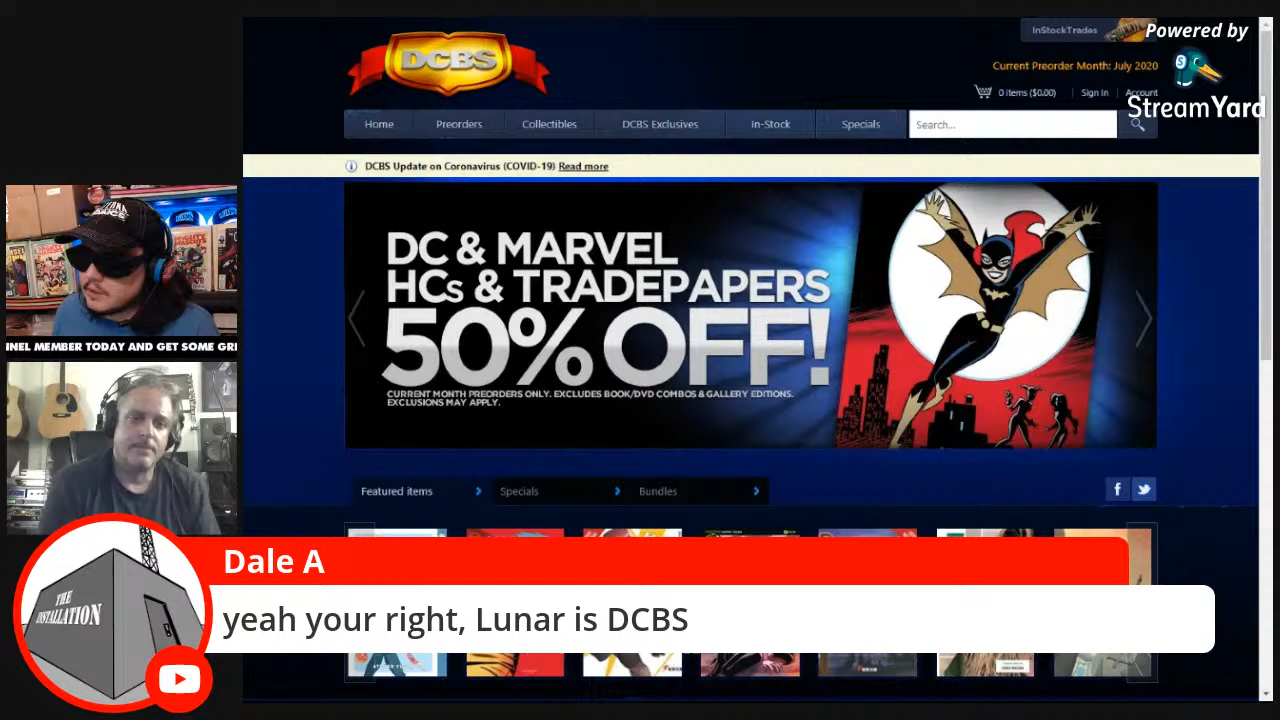 Powered by
StreamYard
InStockTrades
DCBS
Current Preorder Month: July 2020
0 items ($0.00)
Sign In
Account
Home
Preorders
Collectibles
DCBS Exclusives
In-Stock
Specials
Search...
DCBS Update on Coronavirus (COVID-19) Read more
DC & MARVEL
HCs & TRADEPAPERS
50% OFF!
CURRENT MONTH PREORDERS ONLY. EXCLUDES BOOK/DVD COMBOS & GALLERY EDITIONS.
EXCLUSIONS MAY APPLY.
NEL MEMBER TODAY AND GET SOME GR
Featured items
Specials
Bundles
THE
INSTALLATION
Dale A
yeah your right, Lunar is DCBS